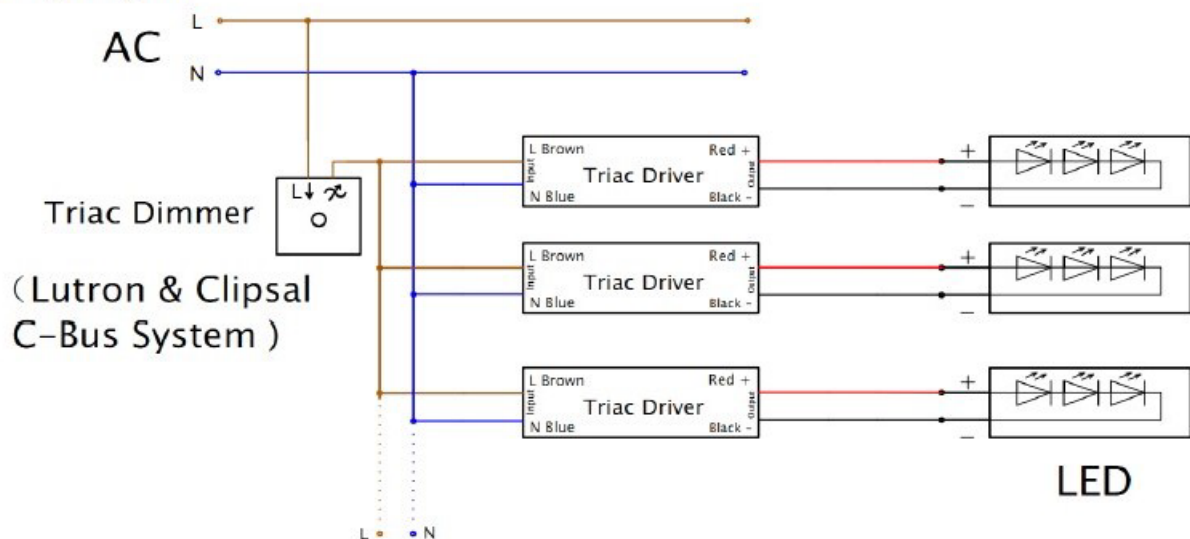 L
AC
N
L Brown
Red +
Input
Triac Driver
Output
N Blue
Black -
+
−
L
Triac Dimmer
L Brown
Red +
Input
Triac Driver
Output
N Blue
Black -
+
−
(Lutron & Clipsal
C-Bus System )
L Brown
Red +
Input
Triac Driver
Output
N Blue
Black -
+
−
LED
L
N